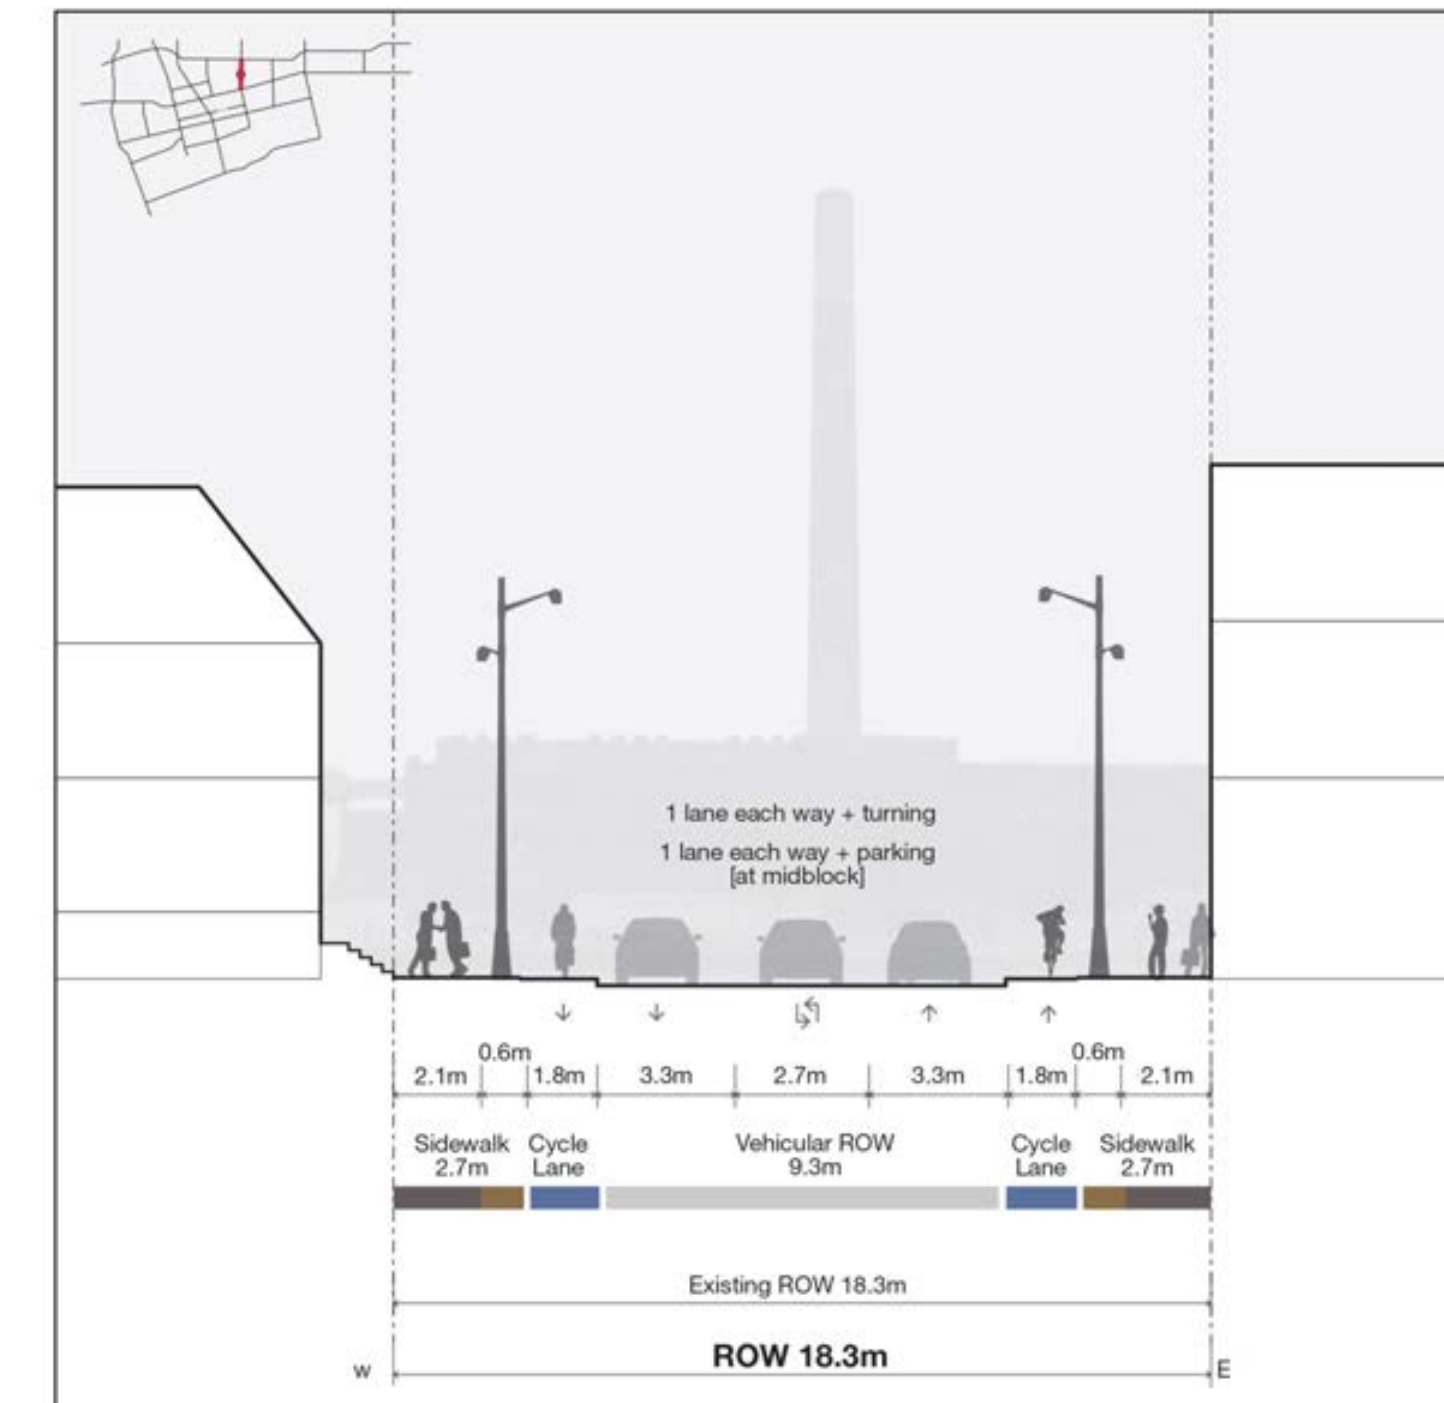 1 lane each way + turning
1 lane each way + parking
[at midblock]
0.6m 0.6m
2.1m 1.8m 3.3m 2.7m 3.3m 1.8m 2.1m
Sidewalk Cycle Vehicular ROW Cycle Sidewalk
2.7m Lane 9.3m Lane 2.7m
Existing ROW 18.3m
ROW 18.3m
W E